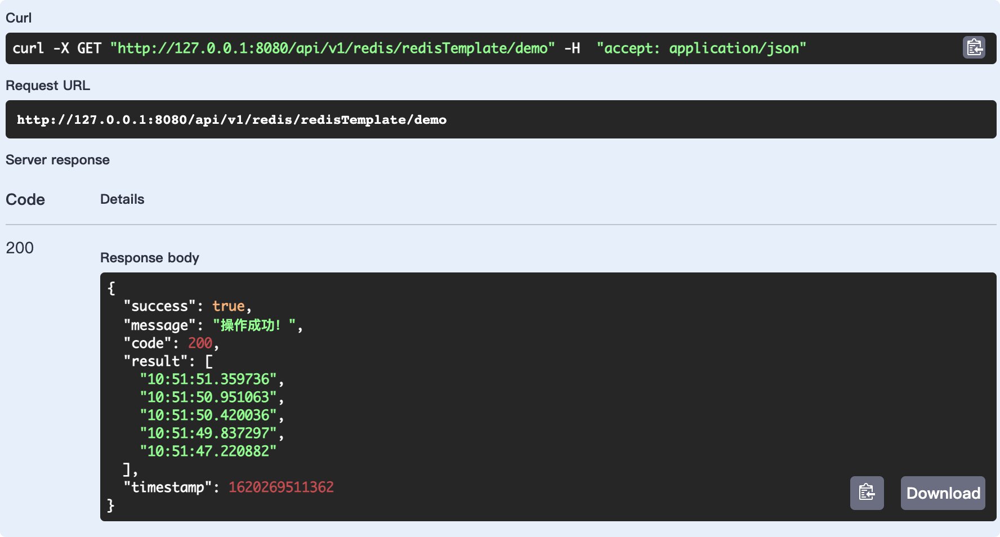 Curl
curl -X GET "http://127.0.0.1:8080/api/v1/redis/redisTemplate/demo" -H  "accept: application/json"
Request URL
http://127.0.0.1:8080/api/v1/redis/redisTemplate/demo
Server response
Code Details
200
Response body
{
  "success": true,
  "message": "操作成功！",
  "code": 200,
  "result": [
    "10:51:51.359736",
    "10:51:50.951063",
    "10:51:50.420036",
    "10:51:49.837297",
    "10:51:47.220882"
  ],
  "timestamp": 1620269511362
}
Download